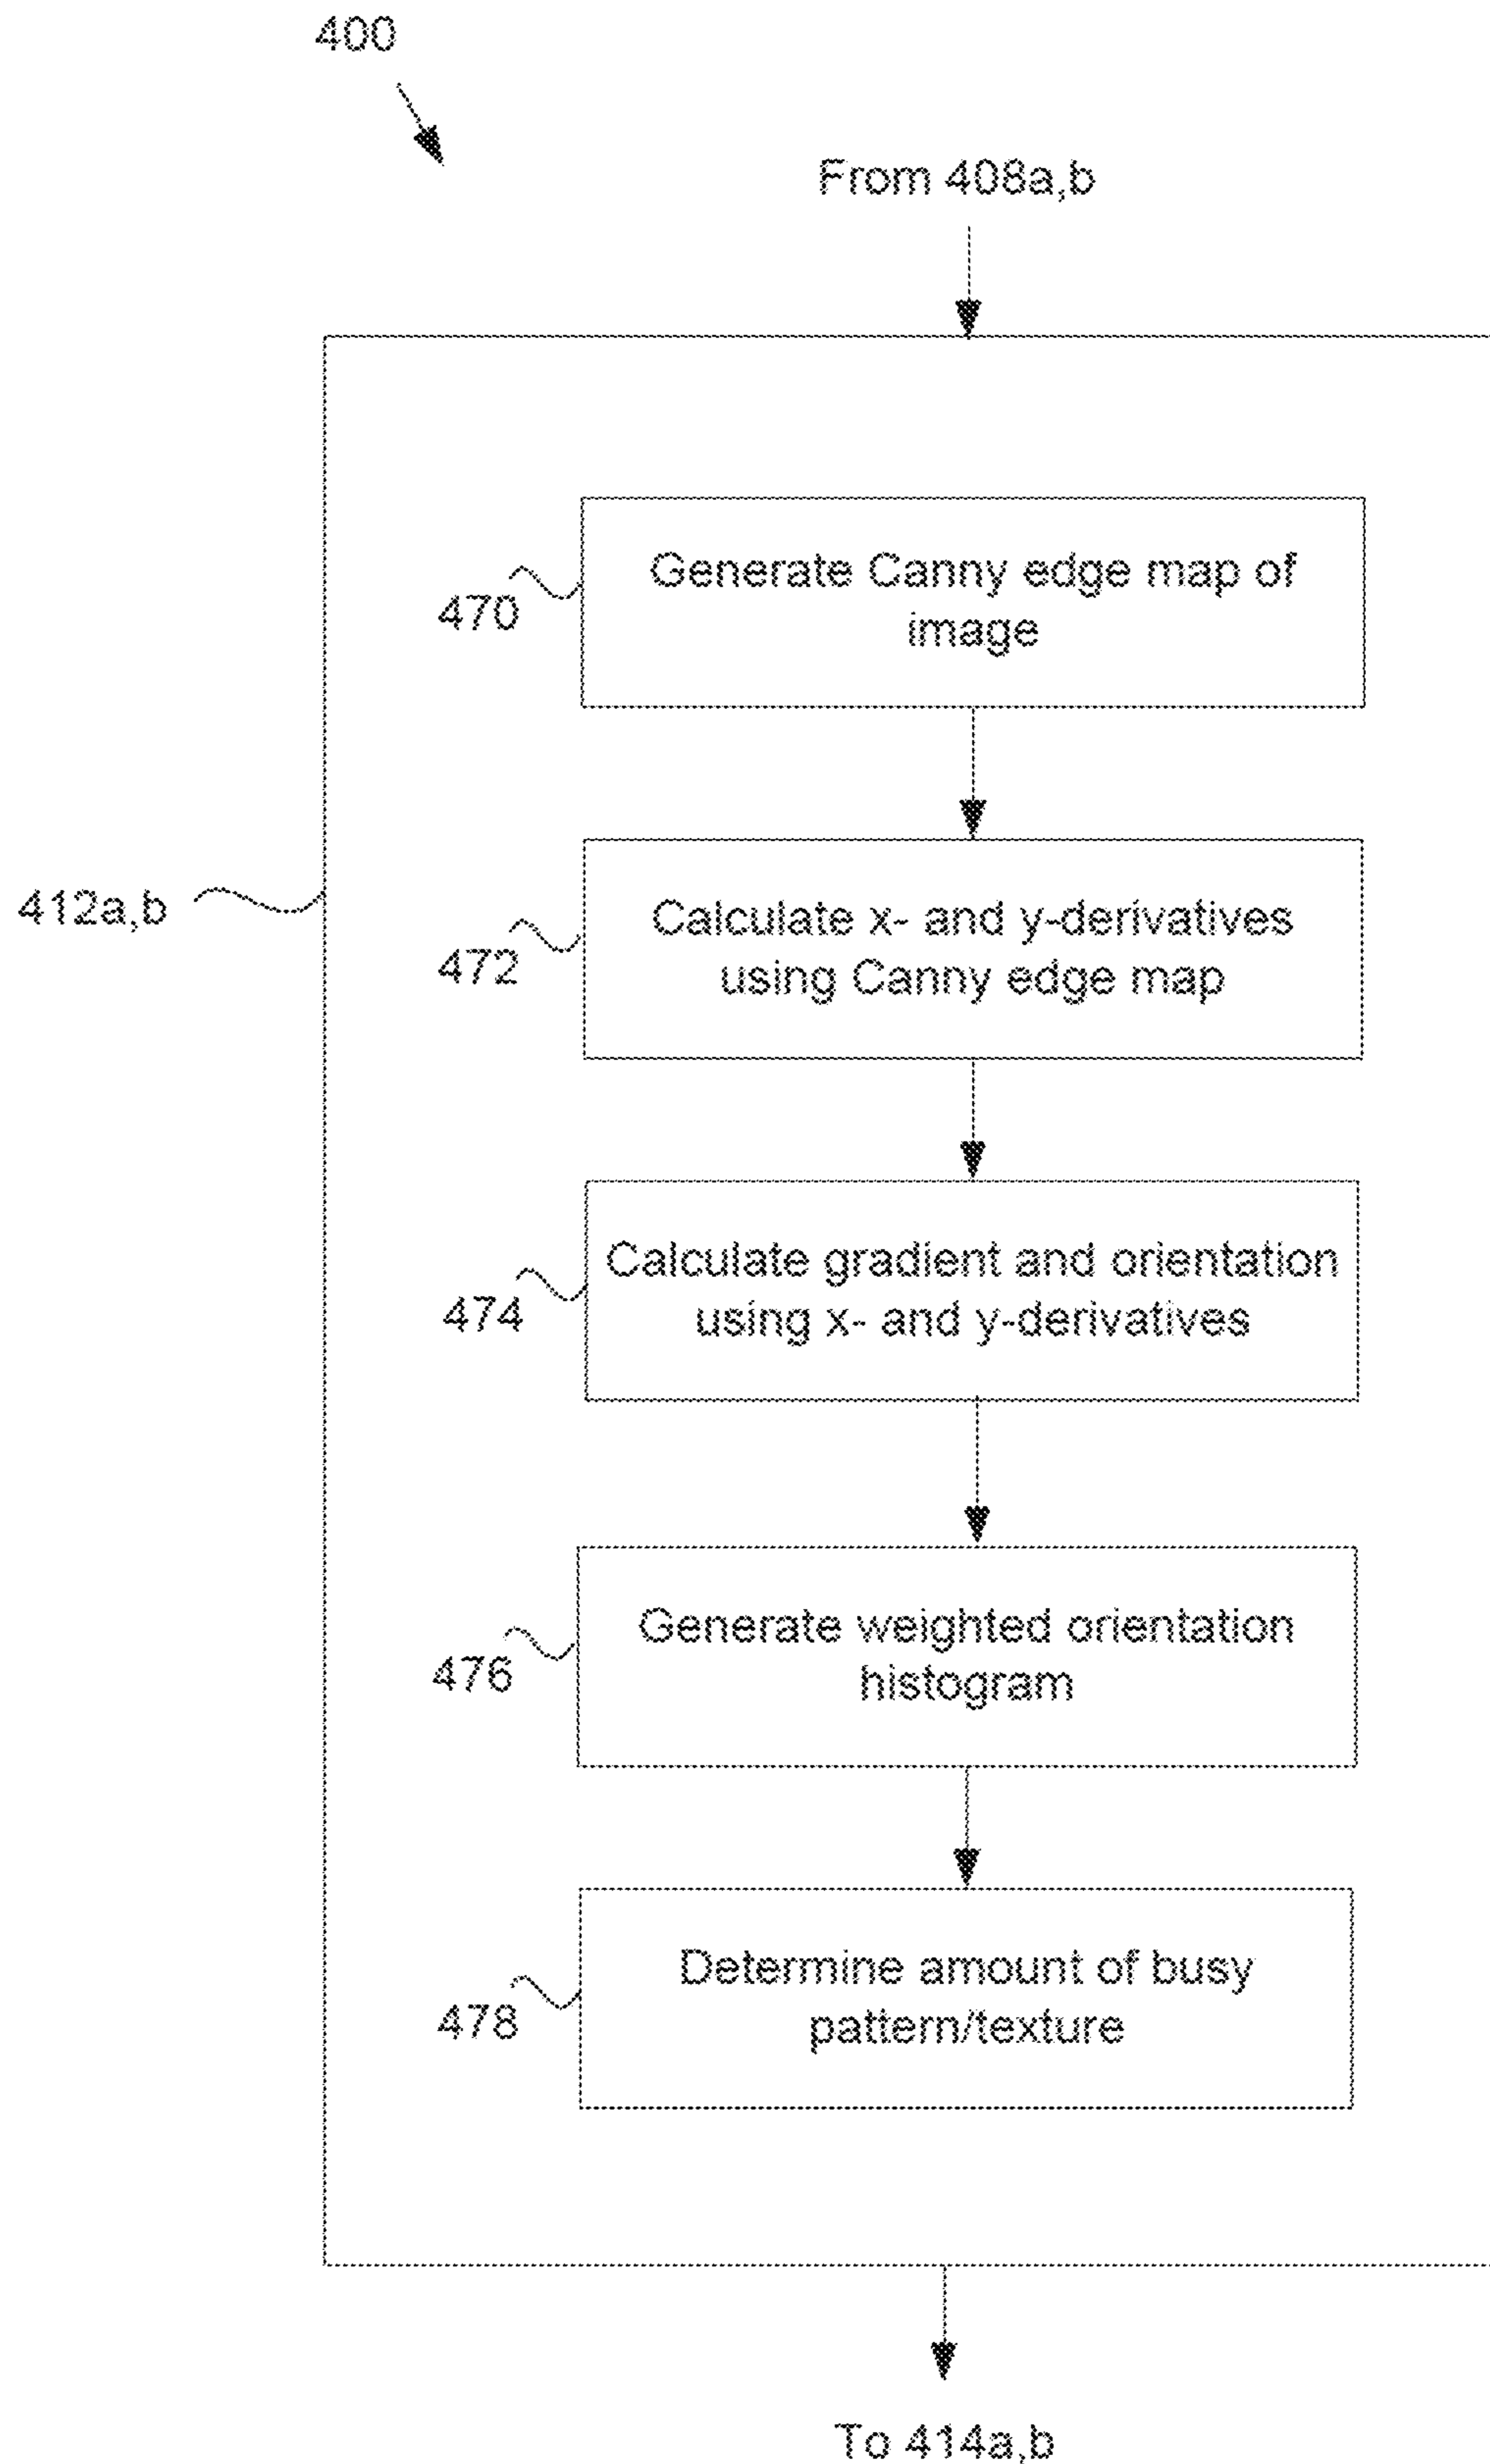 400
From 408a,b
Generate Canny edge map of
image
470
Calculate x- and y-derivatives
using Canny edge map
412a,b
472
Calculate gradient and orientation
using x- and y-derivatives
474
Generate weighted orientation
histogram
476
Determine amount of busy
pattern/texture
478
To 414a,b